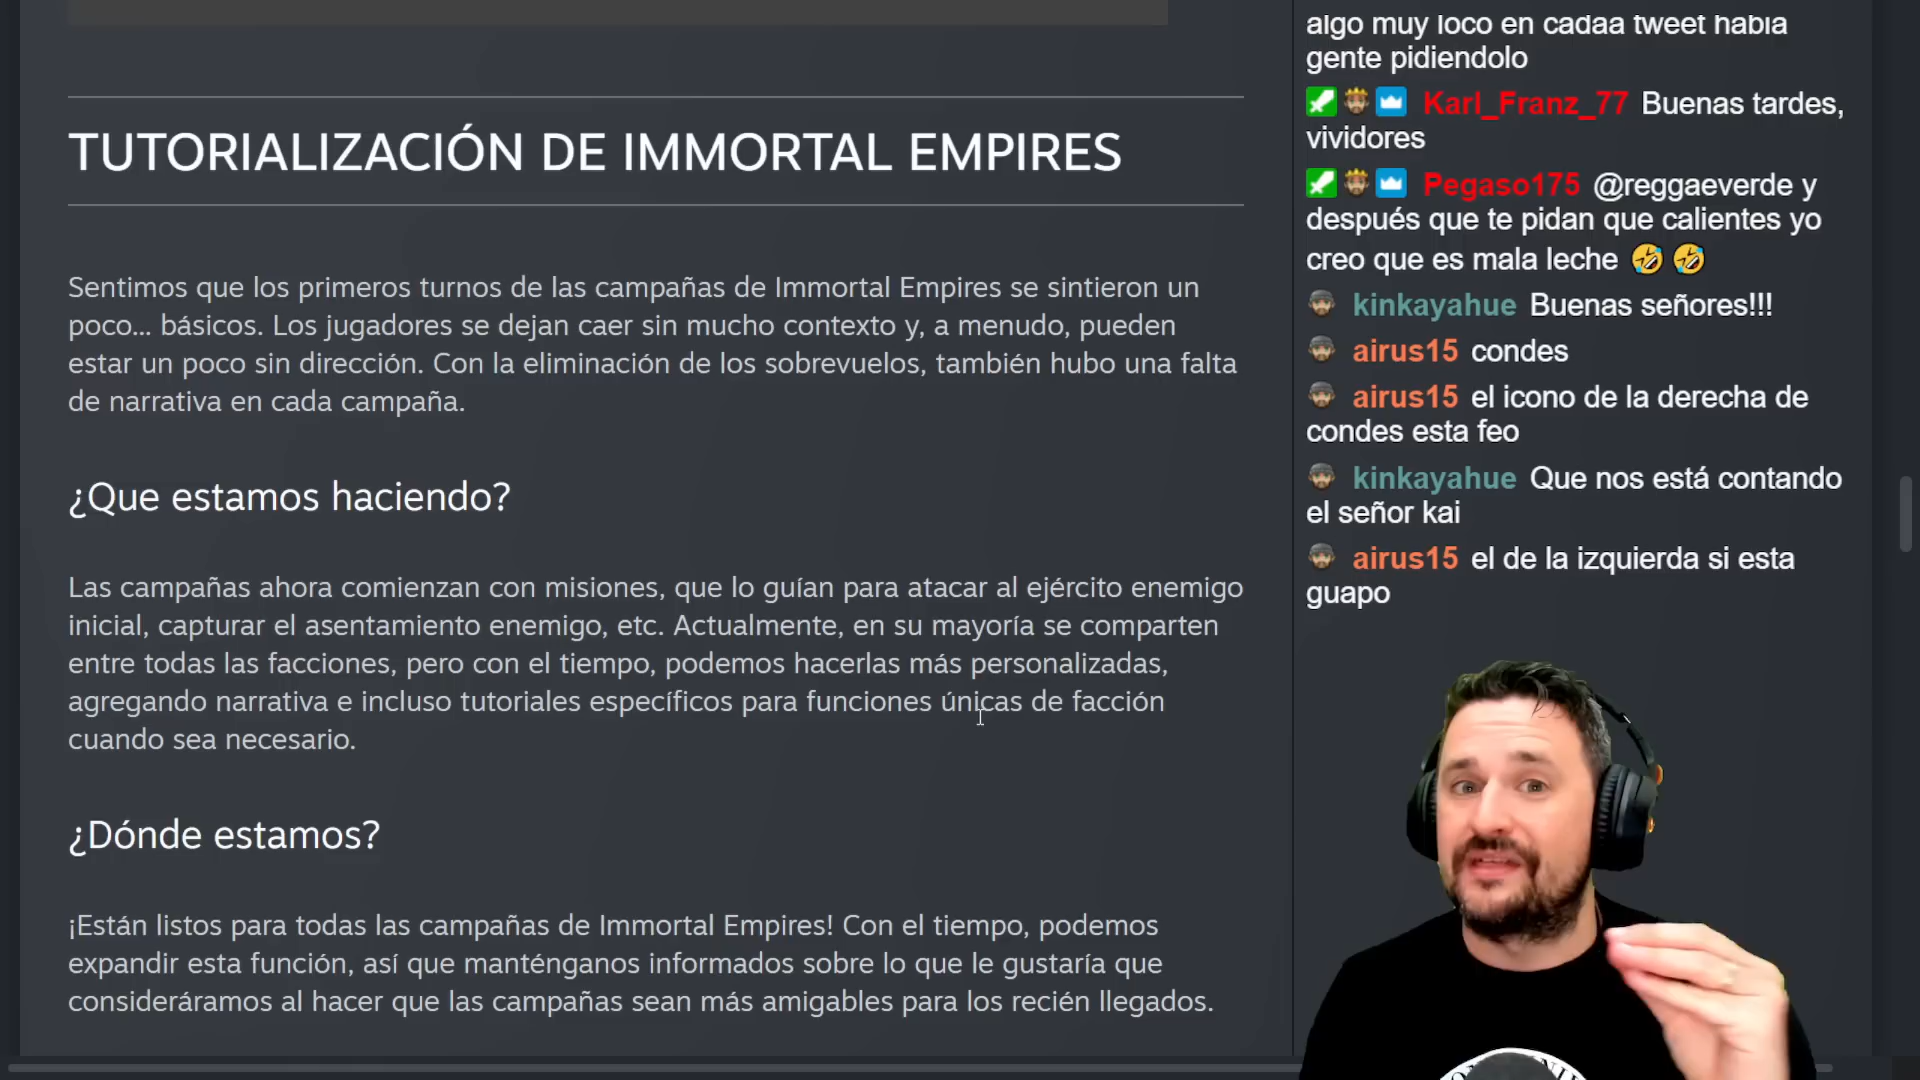 TUTORIALIZACIÓN DE IMMORTAL EMPIRES
Sentimos que los primeros turnos de las campañas de Immortal Empires se sintieron un
poco... básicos. Los jugadores se dejan caer sin mucho contexto y, a menudo, pueden
estar un poco sin dirección. Con la eliminación de los sobrevuelos, también hubo una falta
de narrativa en cada campaña.
¿Que estamos haciendo?
Las campañas ahora comienzan con misiones, que lo guían para atacar al ejército enemigo
inicial, capturar el asentamiento enemigo, etc. Actualmente, en su mayoría se comparten
entre todas las facciones, pero con el tiempo, podemos hacerlas más personalizadas,
agregando narrativa e incluso tutoriales específicos para funciones únicas de facción
cuando sea necesario.
¿Dónde estamos?
¡Están listos para todas las campañas de Immortal Empires! Con el tiempo, podemos
expandir esta función, así que manténganos informados sobre lo que le gustaría que
consideráramos al hacer que las campañas sean más amigables para los recién llegados.
algo muy loco en cadaa tweet habia
gente pidiendolo
Karl_Franz_77 Buenas tardes,
vividores
Pegaso175 @reggaeverde y
después que te pidan que calientes yo
creo que es mala leche 🤣 🤣
kinkayahue Buenas señores!!!
airus15 condes
airus15 el icono de la derecha de
condes esta feo
kinkayahue Que nos está contando
el señor kai
airus15 el de la izquierda si esta
guapo